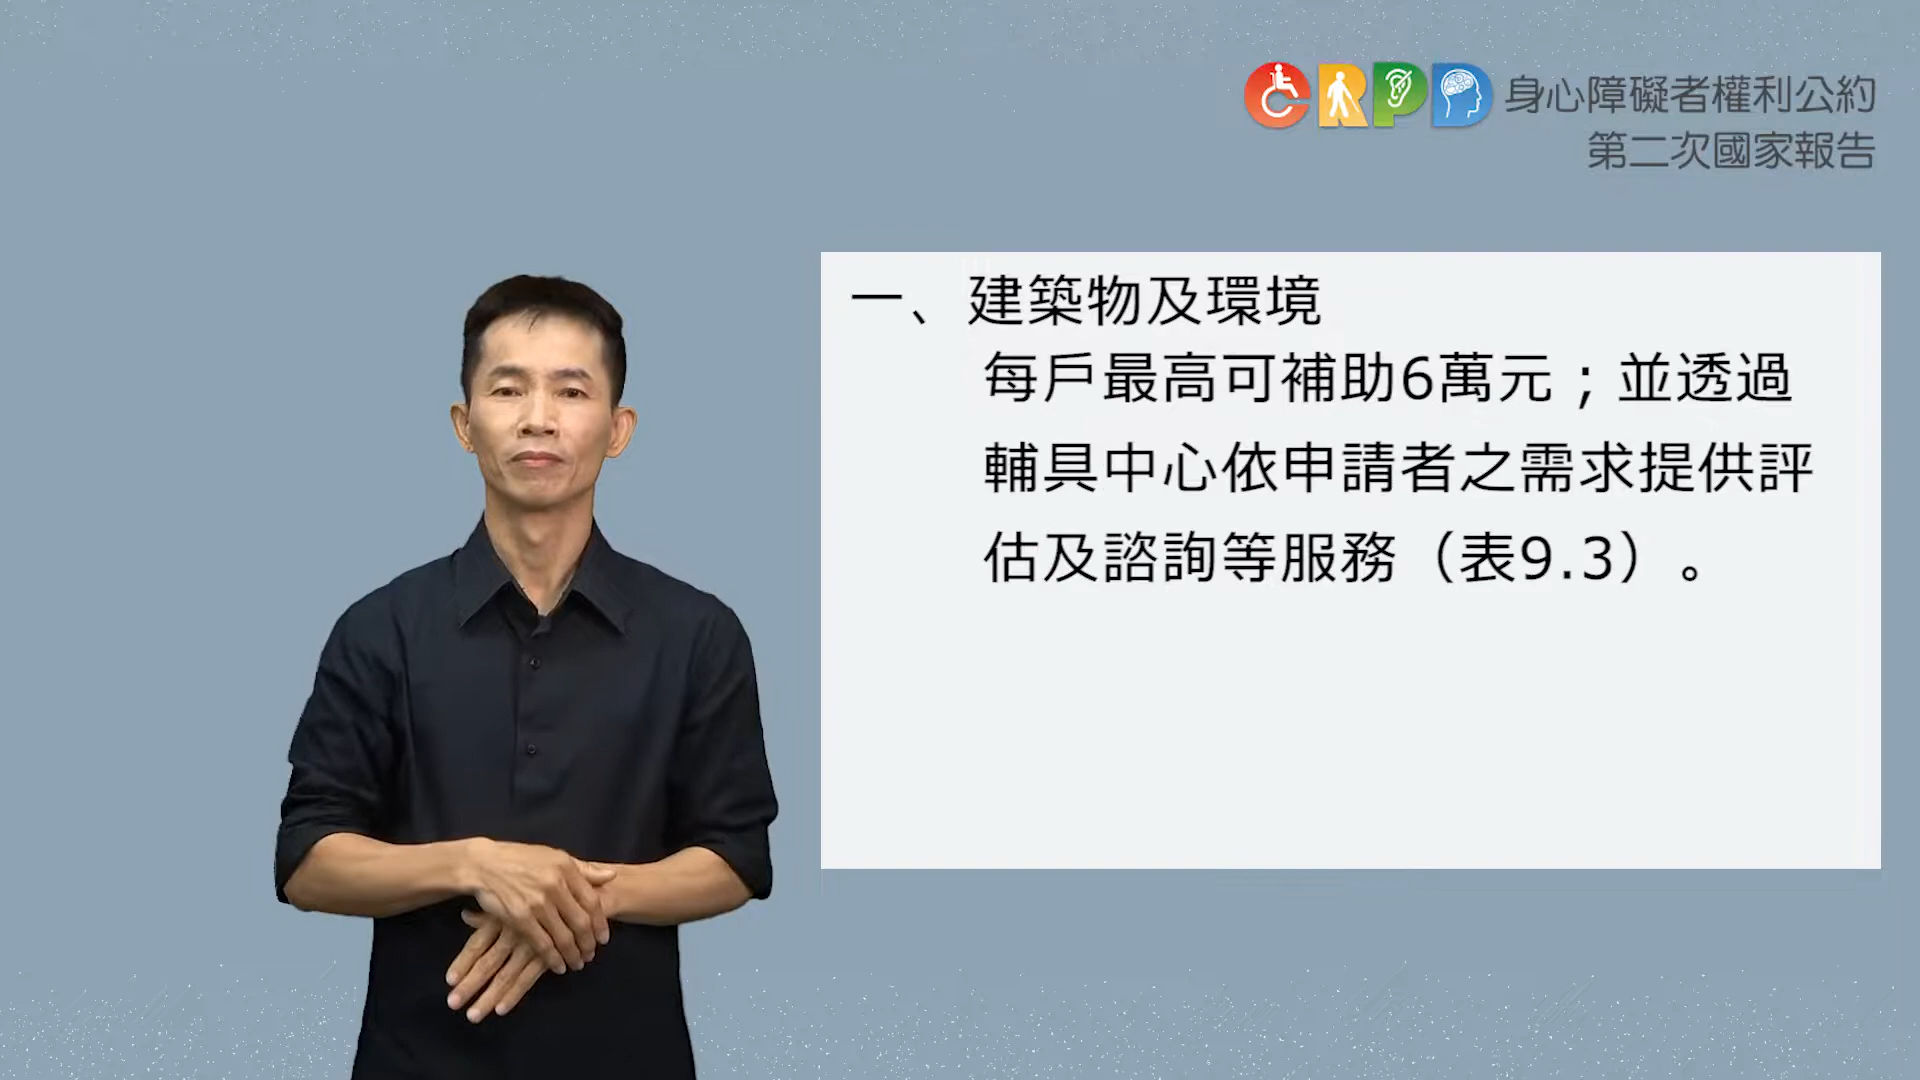 CRPD 身心障礙者權利公約
第二次國家報告
一、建築物及環境
每戶最高可補助6萬元；並透過
輔具中心依申請者之需求提供評
估及諮詢等服務（表9.3）。